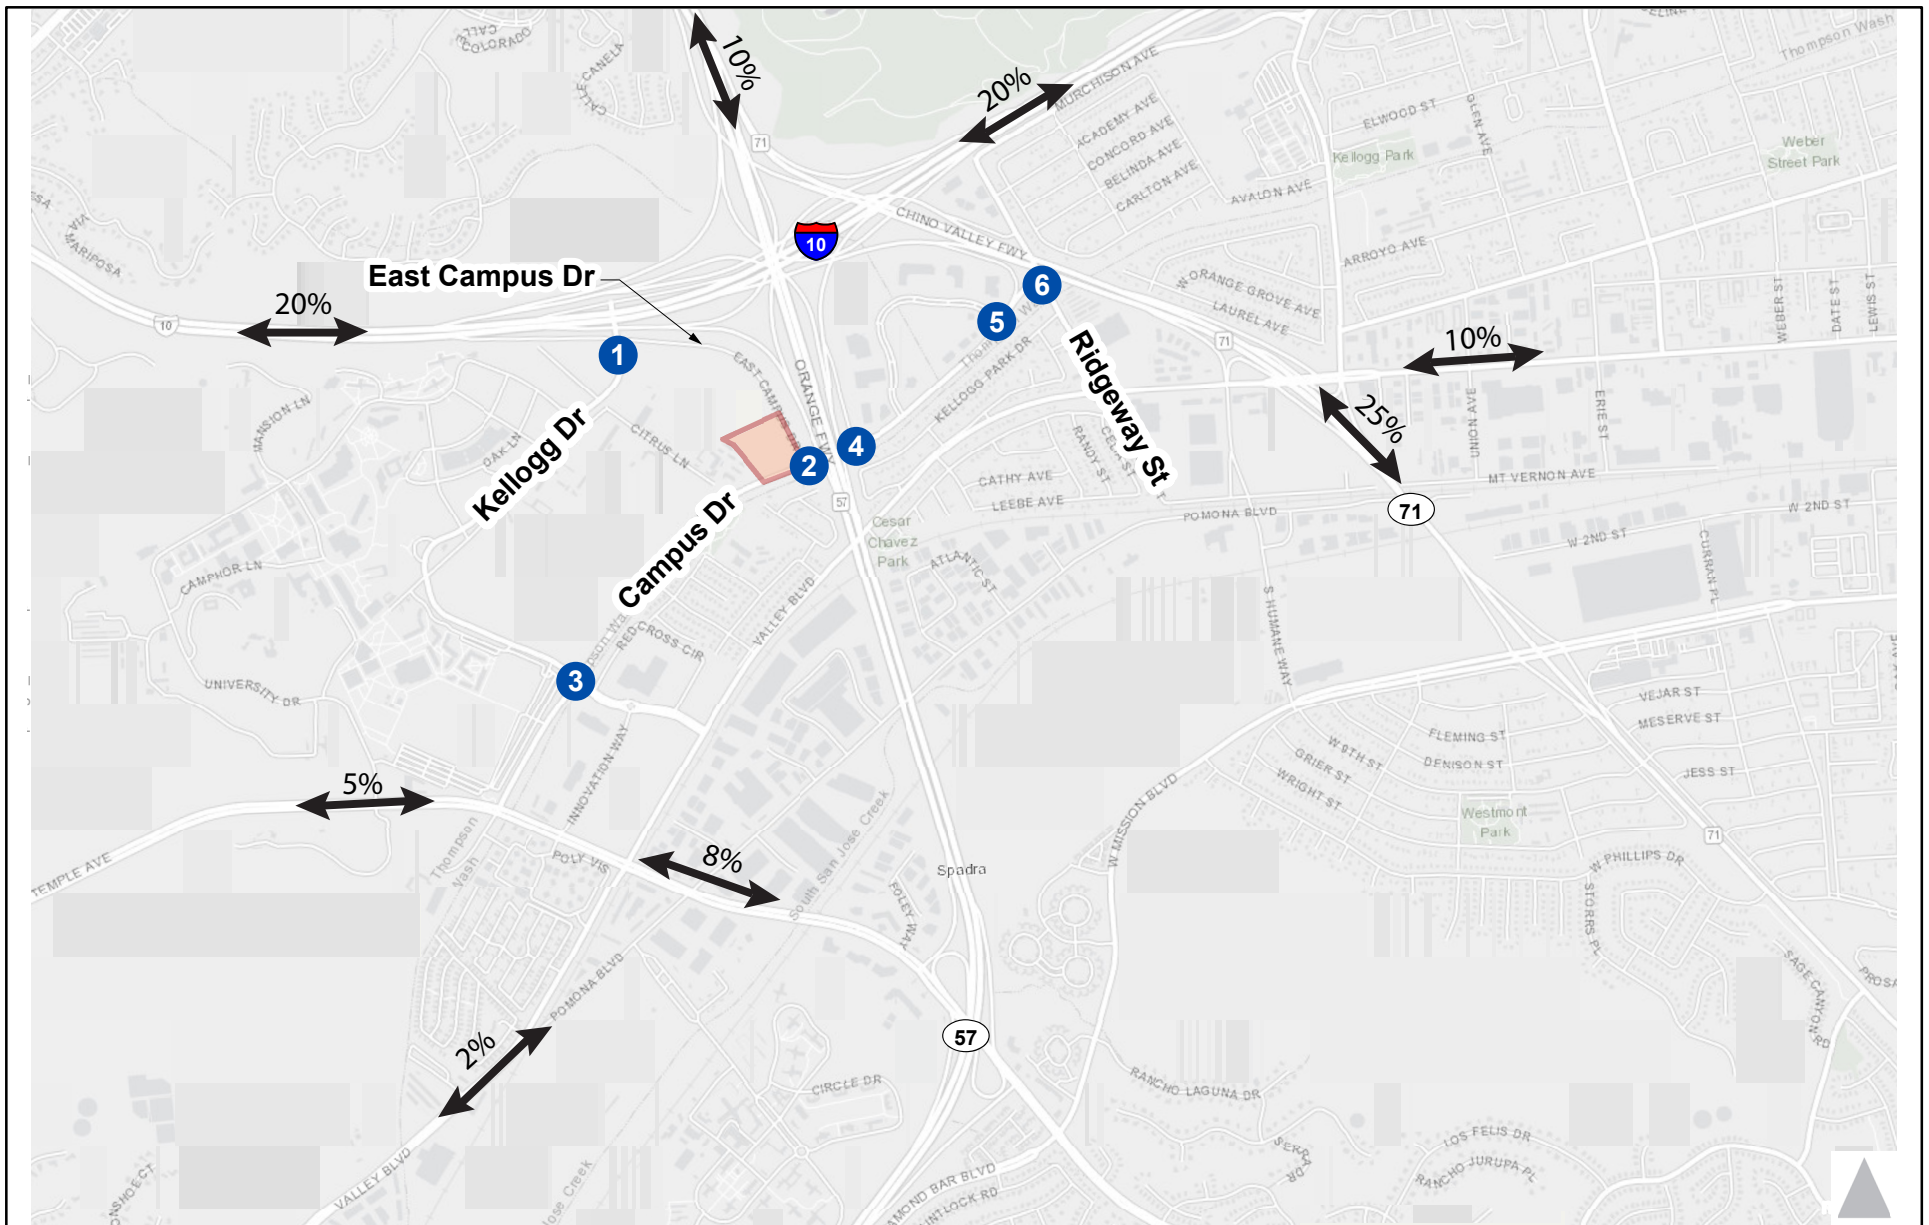 CALLE
COLORADO
CALLE CANELA
10%
20%
MURCHISON AVE
Thompson Wash
ACADEMY AVE
CONCORD AVE
BELINDA AVE
CARLTON AVE
ELWOOD ST
GLEN AVE
Kellogg Park
Weber
Street Park
71
VIA
MARIPOSA
AVALON AVE
CHINO VALLEY FWY
10
ARROYO AVE
East Campus Dr
6
W ORANGE GROVE AVE
LAUREL AVE
WEBER ST
DATE ST
LEWIS ST
20%
10
5
71
10%
1
KELLOGG PARK DR
Ridgeway St
EAST CAMPUS DR
ORANGE FWY
25%
UNION AVE
ERIE ST
MANSION LN
OAK LN
Kellogg Dr
CITRUS LN
4
2
RANDY ST
CELIA ST
CATHY AVE
LEEBE AVE
MT VERNON AVE
57
POMONA BLVD
71
W 2ND ST
W 2ND ST
Campus Dr
Cesar
Chavez
Park
ATLANTIC ST
CURRAN PL
CAMPHOR LN
VALLEY BLVD
S HUMANE WAY
RED CROSS CIR
3
UNIVERSITY DR
INNOVATION WAY
VEJAR ST
MESERVE ST
FLEMING ST
DENISON ST
W 9TH ST
GRIER ST
WRIGHT ST
JESS ST
5%
Westmont
Park
71
W MISSION BLVD
South San Jose Creek
Thompson
Wash
POLY VIS
8%
TEMPLE AVE
Spadra
W PHILLIPS DR
STORRS PL
FOLEY WAY
SAGE CANYON RD
POMONA BLVD
57
2%
CIRCLE DR
RANCHO LAGUNA DR
LOS FELIS DR
RANCHO JURUPA PL
VALLEY BLVD